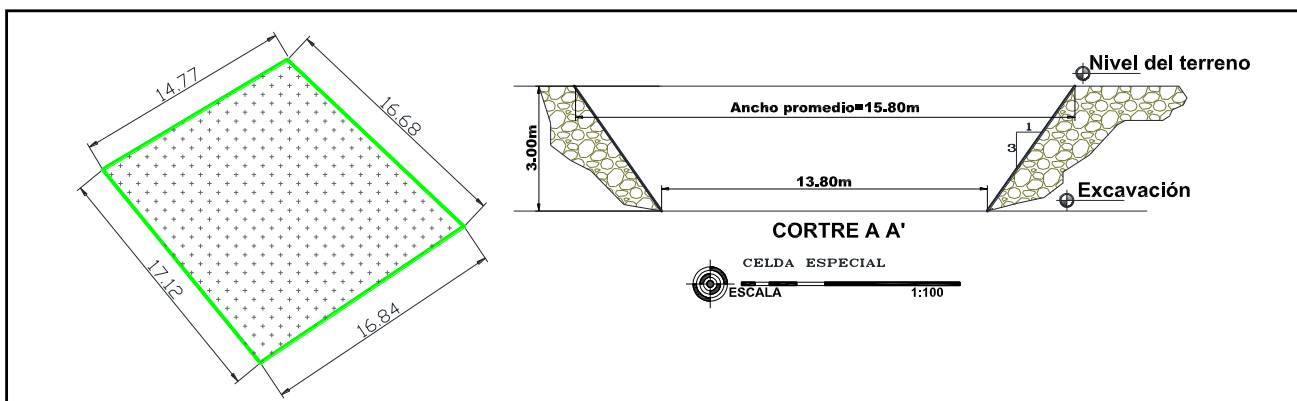 14.77
16.68
17.12
16.84
Nivel del terreno
Ancho promedio=15.80m
1
3
3.00m
13.80m
Excavación
CORTRE A A'
CELDA ESPECIAL
ESCALA 1:100